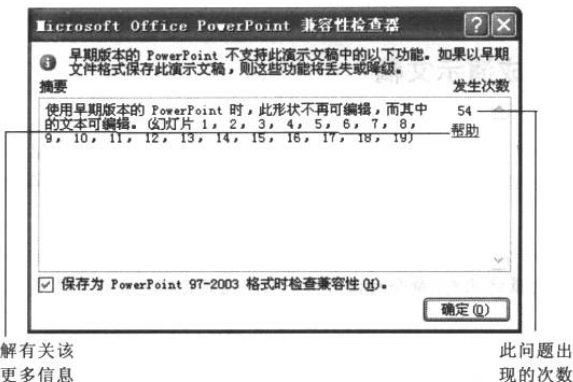 Microsoft Office PowerPoint 兼容性检查器
早期版本的 PowerPoint 不支持此演示文稿中的以下功能。如果以早期
文件格式保存此演示文稿，则这些功能将丢失或降级。
摘要 发生次数
使用早期版本的 PowerPoint 时，此形状不再可编辑，而其中 54
的文本可编辑。(幻灯片 1, 2, 3, 4, 5, 6, 7, 8, 帮助
9, 10, 11, 12, 13, 14, 15, 16, 17, 18, 19)
保存为 PowerPoint 97-2003 格式时检查兼容性(H)。
确定(O)
解有关该 此问题出
更多信息 现的次数